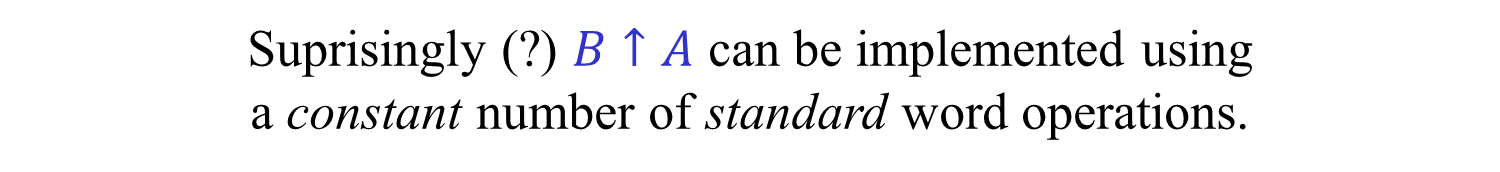 Suprisingly (?) B ↑ A can be implemented using
a constant number of standard word operations.